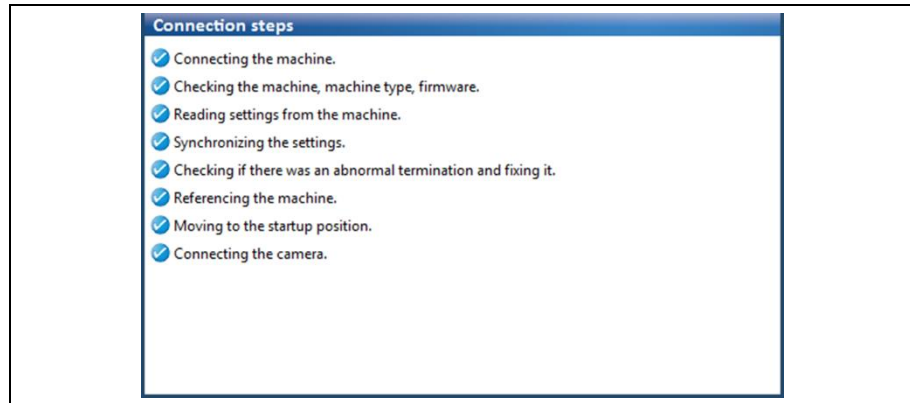 Connection steps
Connecting the machine.
Checking the machine, machine type, firmware.
Reading settings from the machine.
Synchronizing the settings.
Checking if there was an abnormal termination and fixing it.
Referencing the machine.
Moving to the startup position.
Connecting the camera.